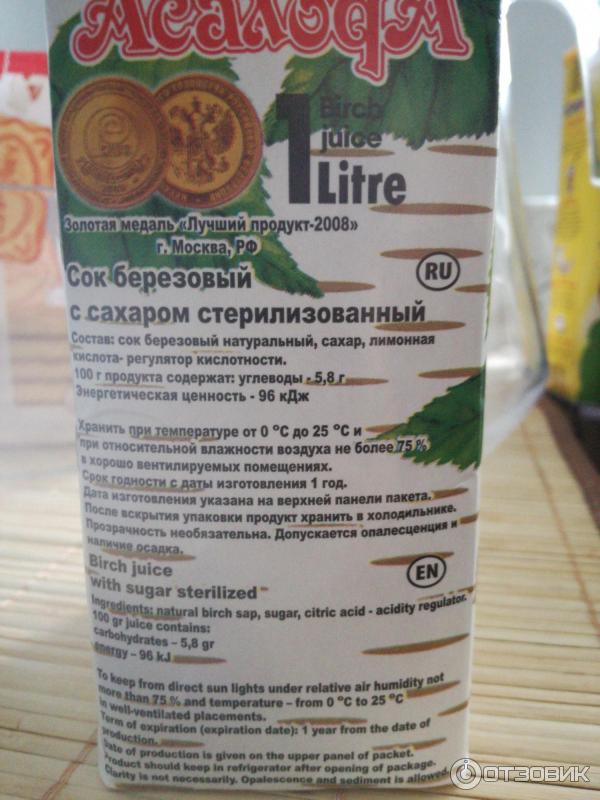 АсалодА
1 Birch
juice
Litre
Золотая медаль «Лучший продукт-2008»
г. Москва, РФ
Сок березовый
RU
с сахаром стерилизованный
Состав: сок березовый натуральный, сахар, лимонная
кислота- регулятор кислотности.
100 г продукта содержат: углеводы - 5,8 г
Энергетическая ценность - 96 кДж
Хранить при температуре от 0 °С до 25 °С и
при относительной влажности воздуха не более 75 %
в хорошо вентилируемых помещениях.
Срок годности с даты изготовления 1 год.
Дата изготовления указана на верхней панели пакета.
После вскрытия упаковки продукт хранить в холодильнике.
Прозрачность необязательна. Допускается опалесценция и
наличие осадка.
Birch juice
EN
with sugar sterilized
Ingredients: natural birch sap, sugar, citric acid - acidity regulator.
100 gr juice contains:
carbohydrates – 5,8 gr
energy – 96 kJ
To keep from direct sun lights under relative air humidity not
more than 75 % and temperature – from 0 °C to 25 °C
in well-ventilated placements.
Term of expiration (expiration date): 1 year from the date of
production.
Date of production is given on the upper panel of packet.
Product should keep in refrigerator after opening of package.
Clarity is not necessarily. Opalescence and sediment is allowed.
ОТЗОВИК